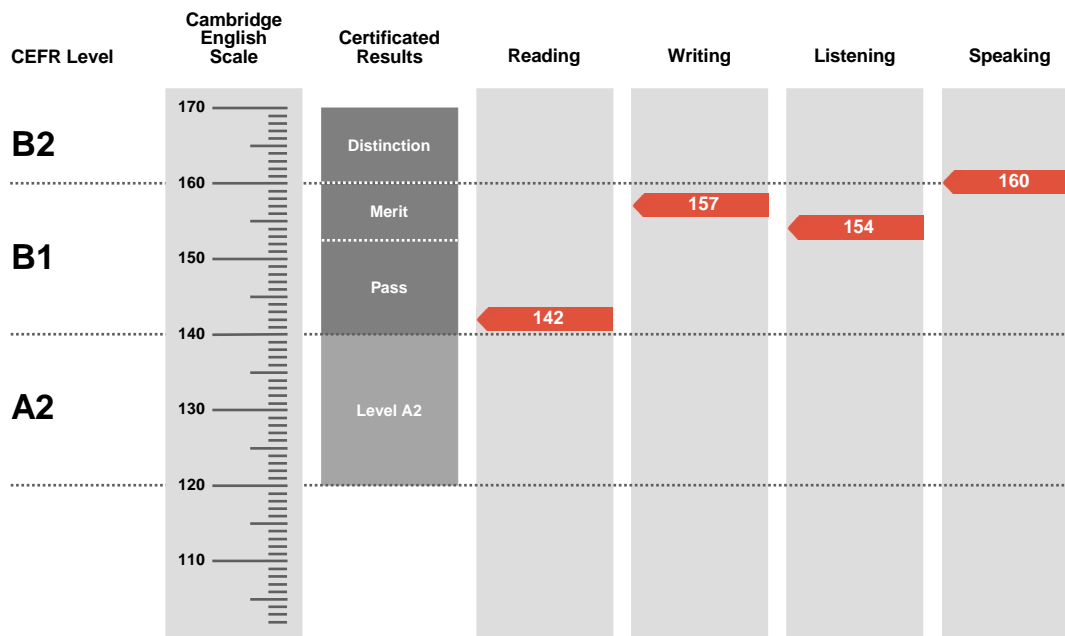 CEFR Level
Cambridge
English
Scale
Certificated
Results
Reading
Writing
Listening
Speaking
170
B2
Distinction
160
160
Merit
157
154
B1
150
Pass
142
140
A2
130
Level A2
120
110